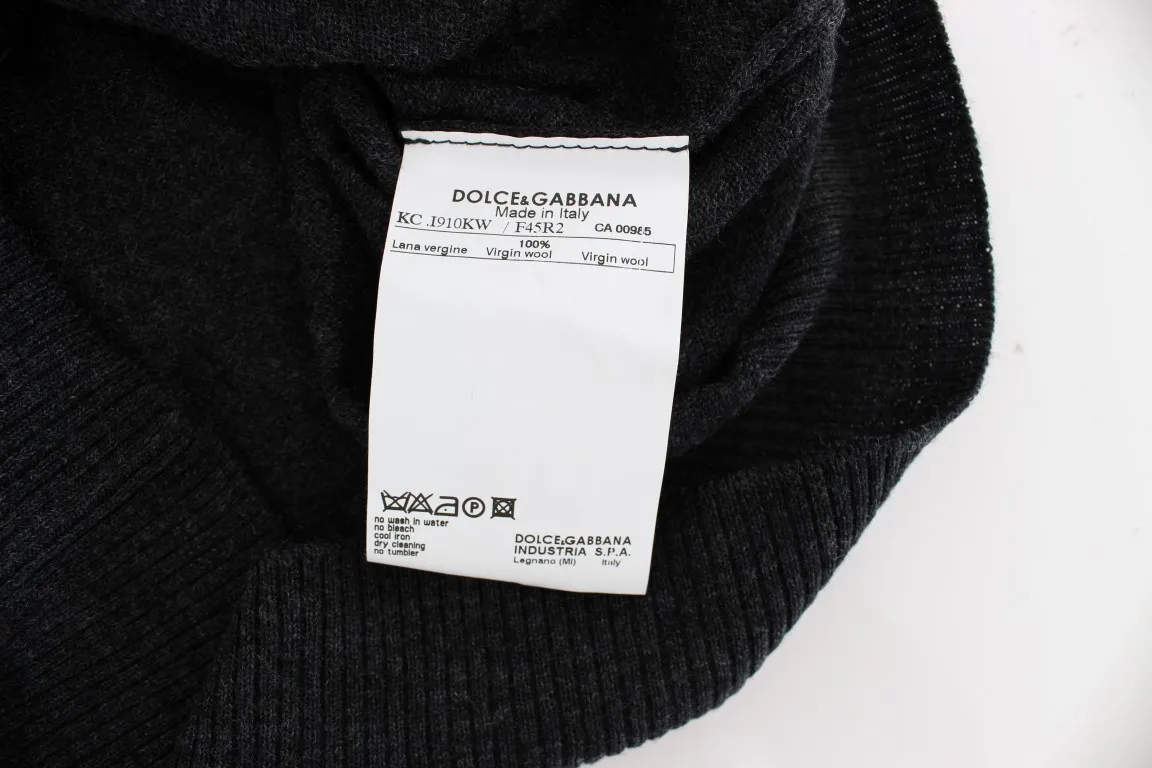 DOLCE&GABBANA
Made in Italy
KC .I910KW / F45R2 CA 00985
100%
Lana vergine Virgin wool Virgin wool
no wash in water
no bleach
cool iron
dry cleaning
no tumbler
DOLCE&GABBANA
INDUSTRIA S.P.A.
Legnano (MI) Italy